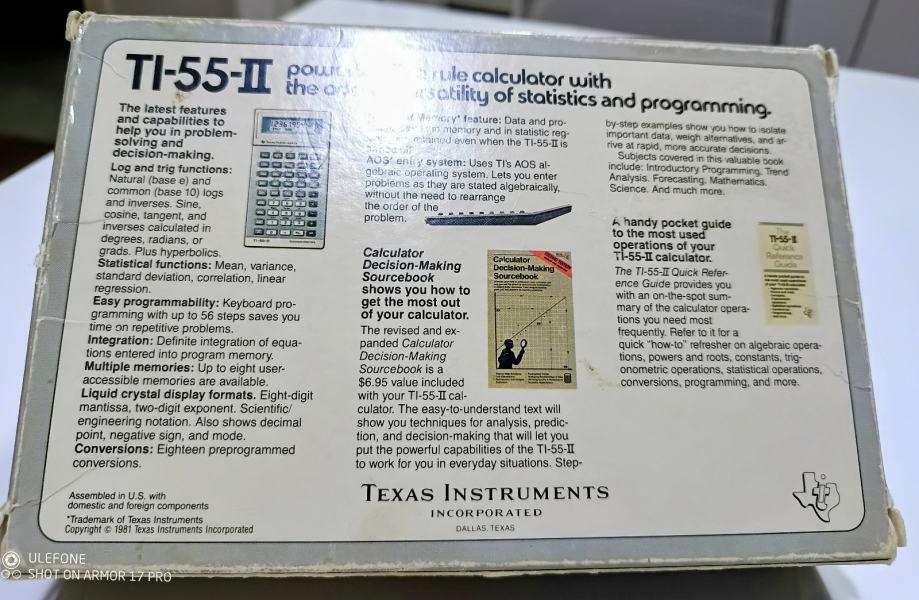 TI-55-II
rule calculator with
the satility of statistics and programming.
The latest features
and capabilities to
help you in problem-
solving and
decision-making.
Log and trig functions:
Natural (base e) and
common (base 10) logs
and inverses. Sine,
cosine, tangent, and
inverses calculated in
degrees, radians, or
grads. Plus hyperbolics.
Statistical functions: Mean, variance,
standard deviation, correlation, linear
regression.
Easy programmability: Keyboard pro-
gramming with up to 56 steps saves you
time on repetitive problems.
Integration: Definite integration of equa-
tions entered into program memory.
Multiple memories: Up to eight user-
accessible memories are available.
Liquid crystal display formats. Eight-digit
mantissa, two-digit exponent. Scientific/
engineering notation. Also shows decimal
point, negative sign, and mode.
Conversions: Eighteen preprogrammed
conversions.
Assembled in U.S. with
domestic and foreign components
*Trademark of Texas Instruments
Copyright © 1981 Texas Instruments Incorporated
Memory* feature: Data and pro-
memory and in statistic reg-
retained even when the TI-55-II is
AOS* entry system: Uses TI's AOS al-
gebraic operating system. Lets you enter
problems as they are stated algebraically,
without the need to rearrange
the order of the
problem.
Calculator
Decision-Making
Sourcebook
shows you how to
get the most out
of your calculator.
The revised and ex-
panded Calculator
Decision-Making
Sourcebook is a
$6.95 value included
with your TI-55-II cal-
culator. The easy-to-understand text will
show you techniques for analysis, predic-
tion, and decision-making that will let you
put the powerful capabilities of the TI-55-II
to work for you in everyday situations. Step-
Calculator
Decision-Making
Sourcebook
by-step examples show you how to isolate
important data, weigh alternatives, and ar-
rive at rapid, more accurate decisions.
Subjects covered in this valuable book
include: Introductory Programming, Trend
Analysis. Forecasting, Mathematics.
Science. And much more.
A handy pocket guide
to the most used
operations of your
TI-55-II calculator.
The TI-55-II Quick Refer-
ence Guide provides you
with an on-the-spot sum-
mary of the calculator opera-
tions you need most
frequently. Refer to it for a
quick "how-to" refresher on algebraic opera-
tions, powers and roots, constants, trig-
onometric operations, statistical operations,
conversions, programming, and more.
The
TI-55-II
Quick
Reference
Guide
TEXAS INSTRUMENTS
INCORPORATED
DALLAS, TEXAS
ULEFONE
SHOT ON ARMOR 17 PRO